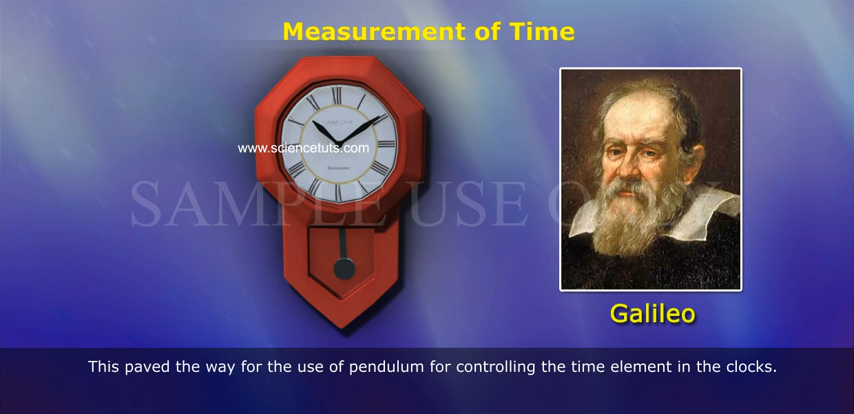 Measurement of Time
www.sciencetuts.com
SAMPLE USE ONLY
Galileo
This paved the way for the use of pendulum for controlling the time element in the clocks.